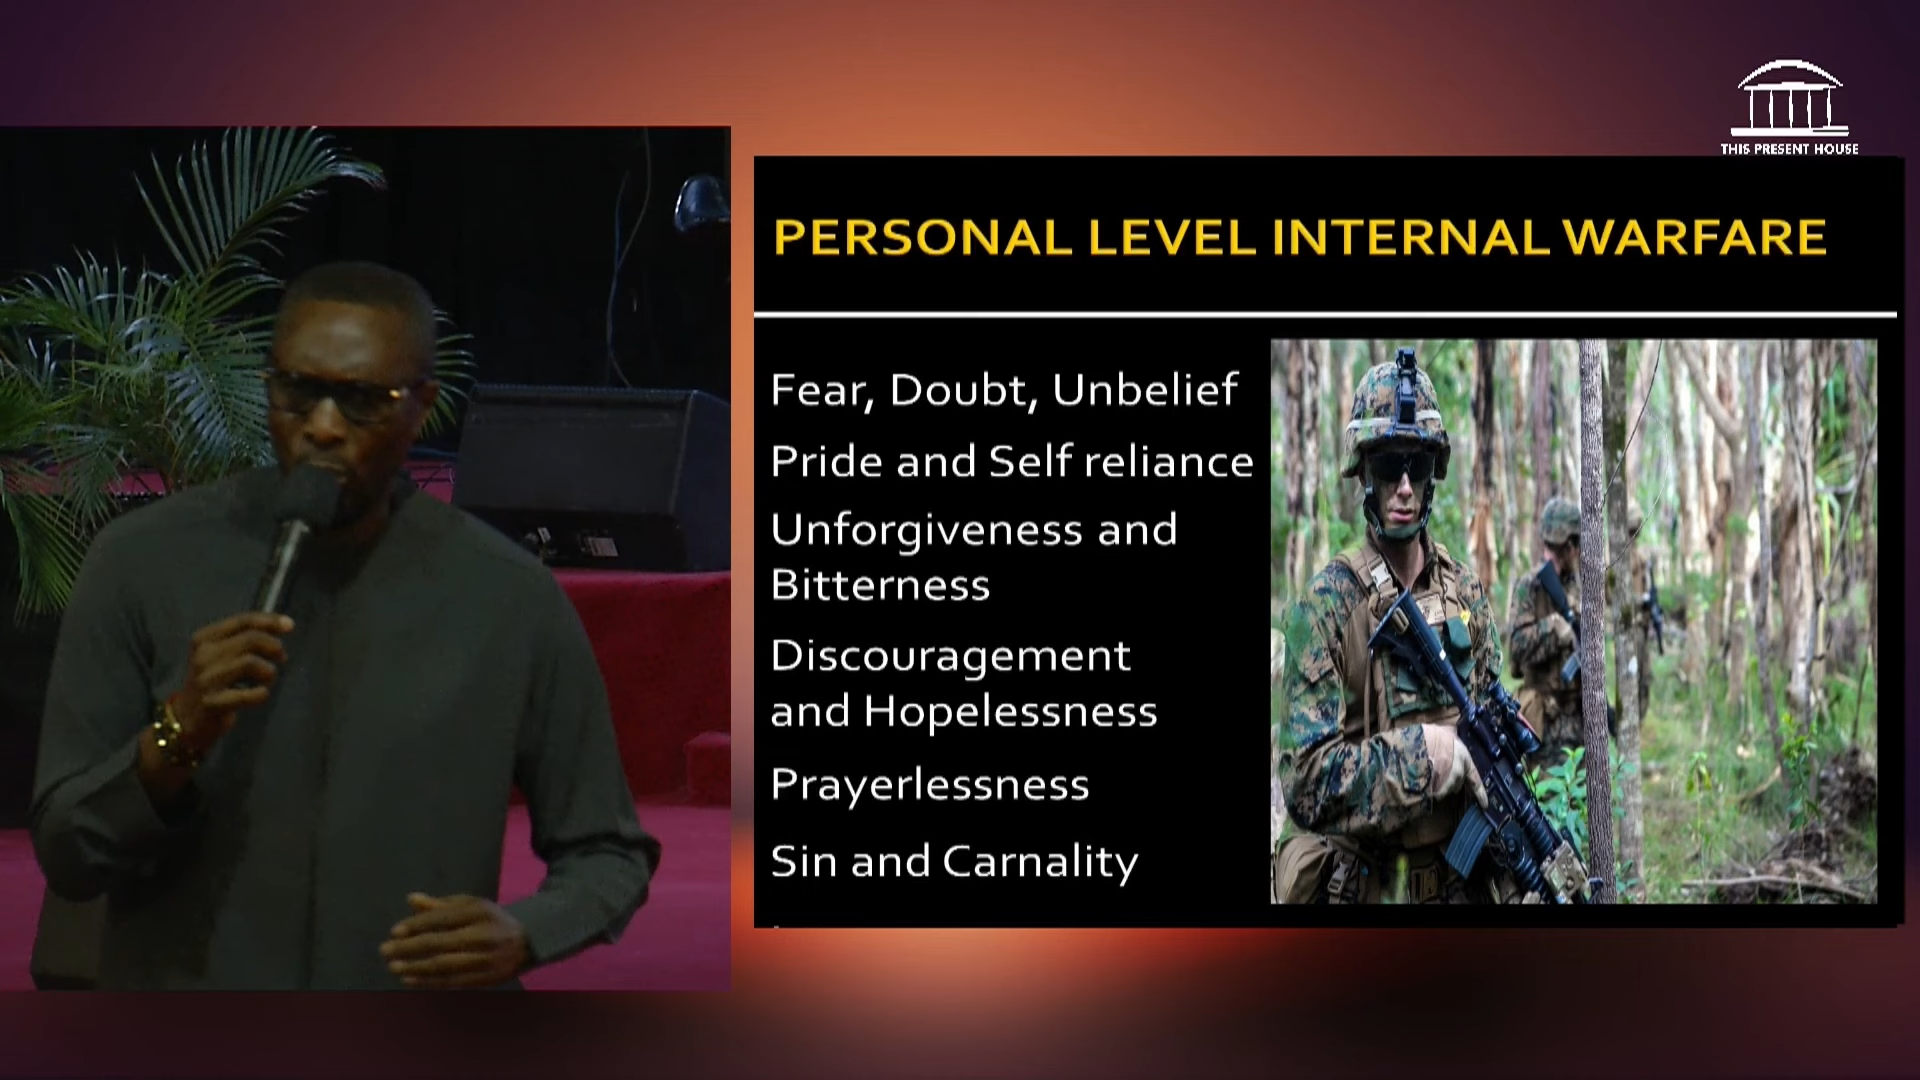 THIS PRESENT HOUSE
PERSONAL LEVEL INTERNAL WARFARE
Fear, Doubt, Unbelief
Pride and Self reliance
Unforgiveness and
Bitterness
Discouragement
and Hopelessness
Prayerlessness
Sin and Carnality